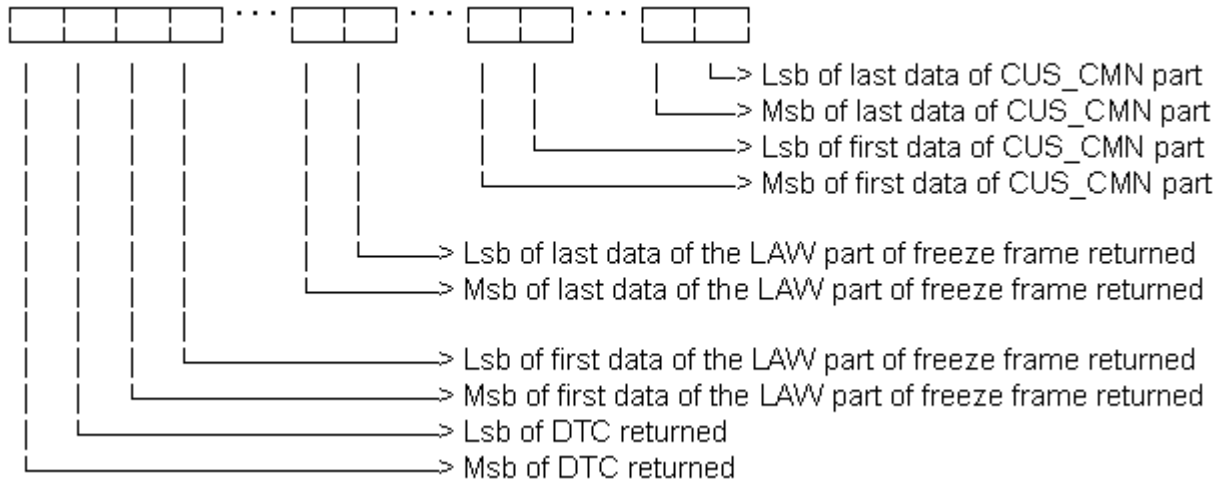 Lsb of last data of CUS_CMN part
Msb of last data of CUS_CMN part
Lsb of first data of CUS_CMN part
Msb of first data of CUS_CMN part
Lsb of last data of the LAW part of freeze frame returned
Msb of last data of the LAW part of freeze frame returned
Lsb of first data of the LAW part of freeze frame returned
Msb of first data of the LAW part of freeze frame returned
Lsb of DTC returned
Msb of DTC returned